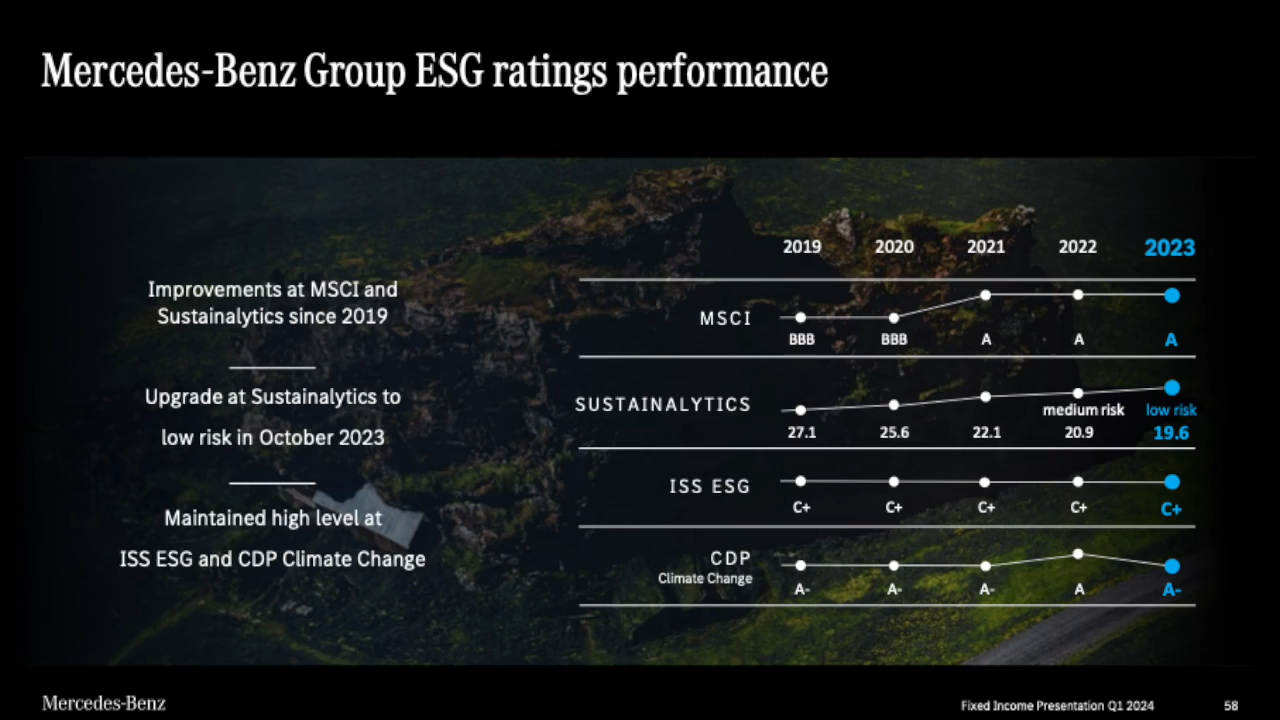 Mercedes-Benz Group ESG ratings performance
Improvements at MSCI and
Sustainalytics since 2019
Upgrade at Sustainalytics to
low risk in October 2023
Maintained high level at
ISS ESG and CDP Climate Change
2019 2020 2021 2022 2023
MSCI
BBB BBB A A A
SUSTAINALYTICS
medium risk low risk
27.1 25.6 22.1 20.9 19.6
ISS ESG
C+ C+ C+ C+ C+
CDP
Climate Change
A- A- A- A A-
Mercedes-Benz
Fixed Income Presentation Q1 2024 58